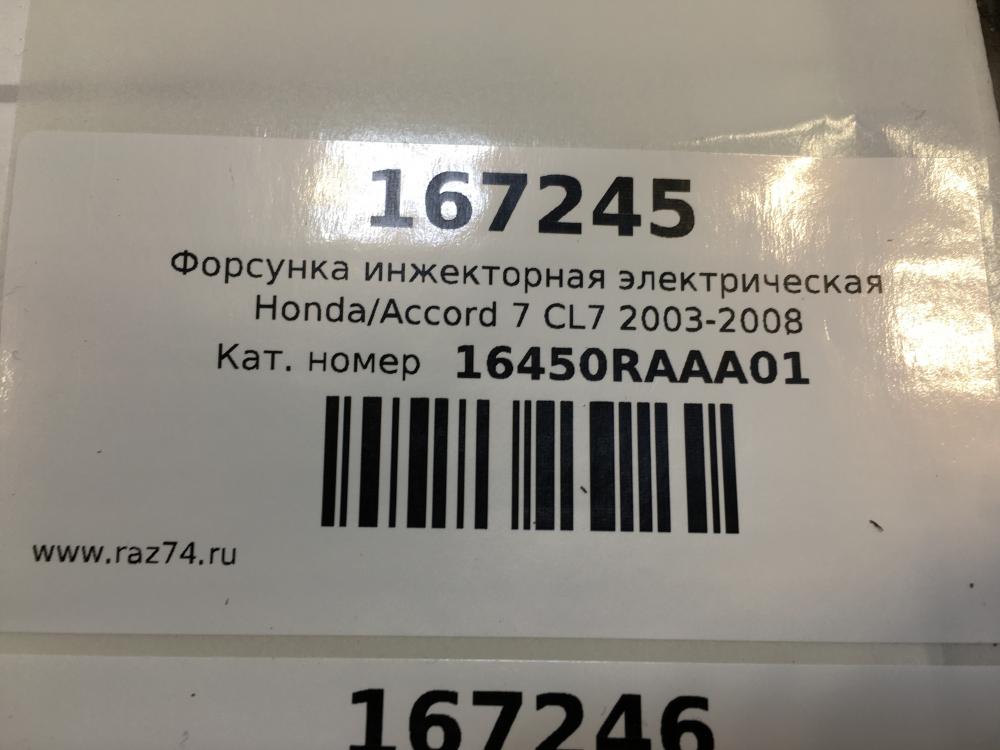 167245
Форсунка инжекторная электрическая
Honda/Accord 7 CL7 2003-2008
Кат. номер 16450RAAA01
www.raz74.ru
167246